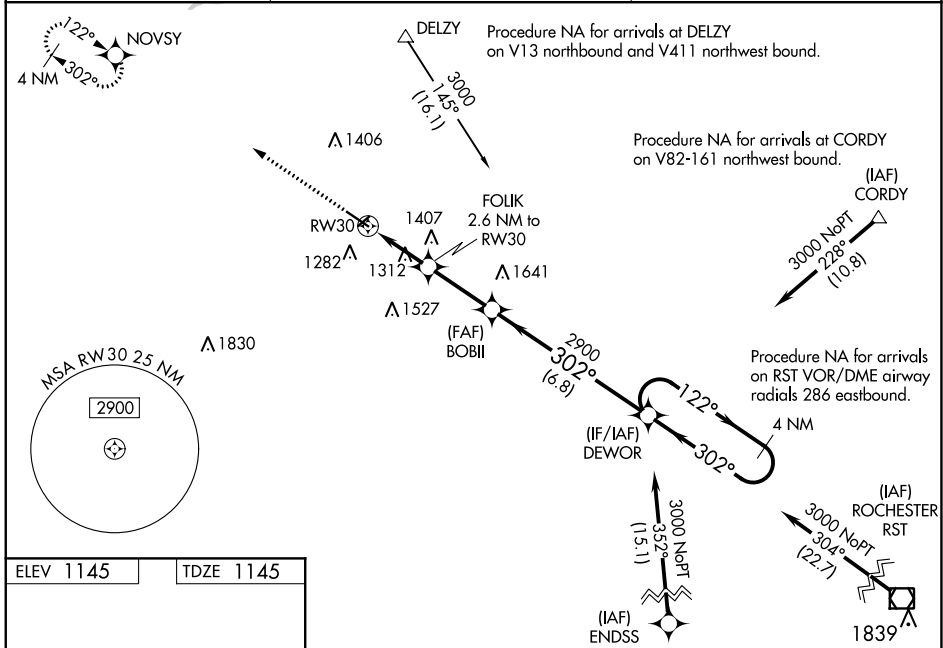 122°
NOVSY
4 NM
302°
DELZY
Procedure NA for arrivals at DELZY
on V13 northbound and V411 northwest bound.
3000
145°
(16.1)
1406
Procedure NA for arrivals at CORDY
on V82-161 northwest bound.
(IAF)
CORDY
3000 NoPT
228°
(10.8)
FOLIK
2.6 NM to
RW30
RW30
1407
1282
1312
1641
1527
(FAF)
BOBII
1830
2900
302°
(6.8)
Procedure NA for arrivals
on RST VOR/DME airway
radials 286 eastbound.
MSA RW30 25 NM
2900
122°
4 NM
302°
(IF/IAF)
DEWOR
(IAF)
ROCHESTER
RST
3000 NoPT
304°
(22.7)
3000 NoPT
352°
(15.1)
ELEV 1145
TDZE 1145
(IAF)
ENDSS
1839